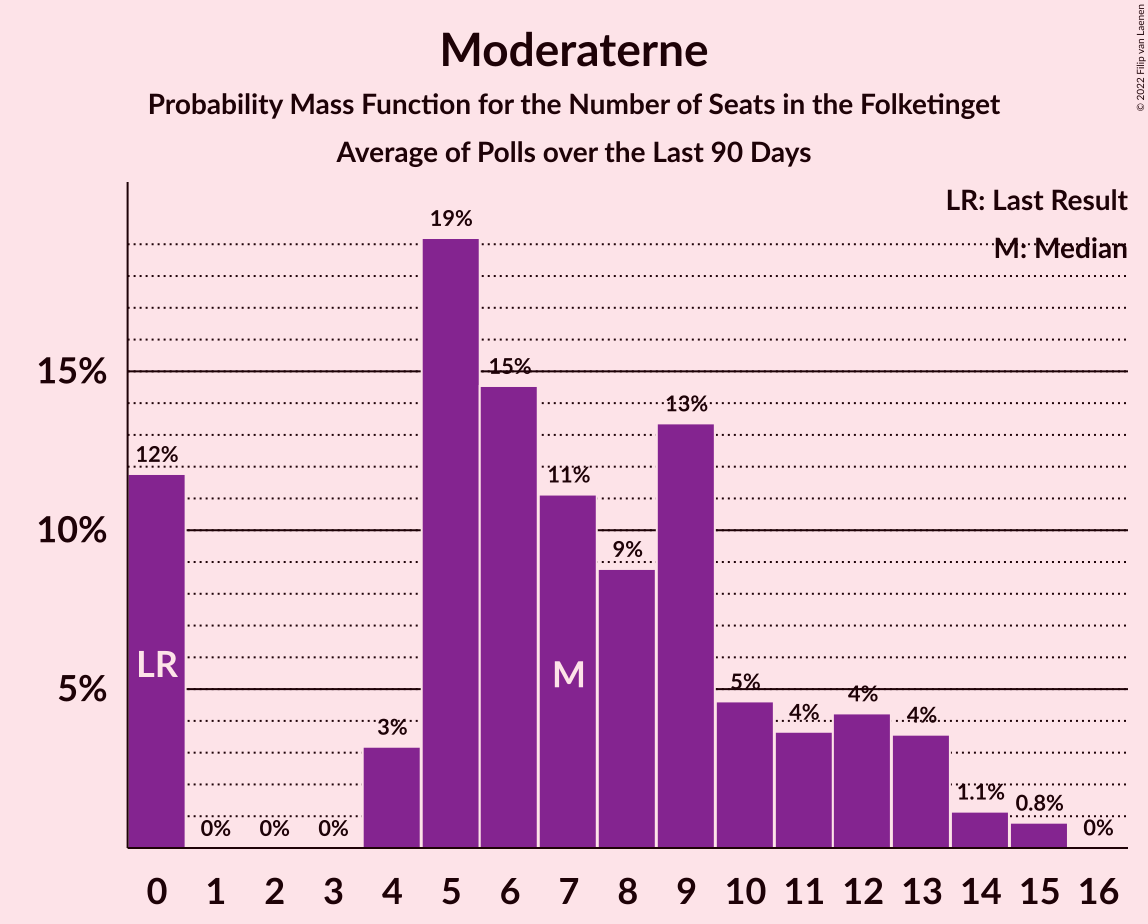 Moderaterne
Probability Mass Function for the Number of Seats in the Folketinget
Average of Polls over the Last 90 Days
© 2022 Filip van Laenen
LR: Last Result
M: Median
15%
10%
5%
12%
0%
0%
0%
3%
19%
15%
11%
9%
13%
5%
4%
4%
4%
1.1%
0.8%
0%
LR
M
0 1 2 3 4 5 6 7 8 9 10 11 12 13 14 15 16